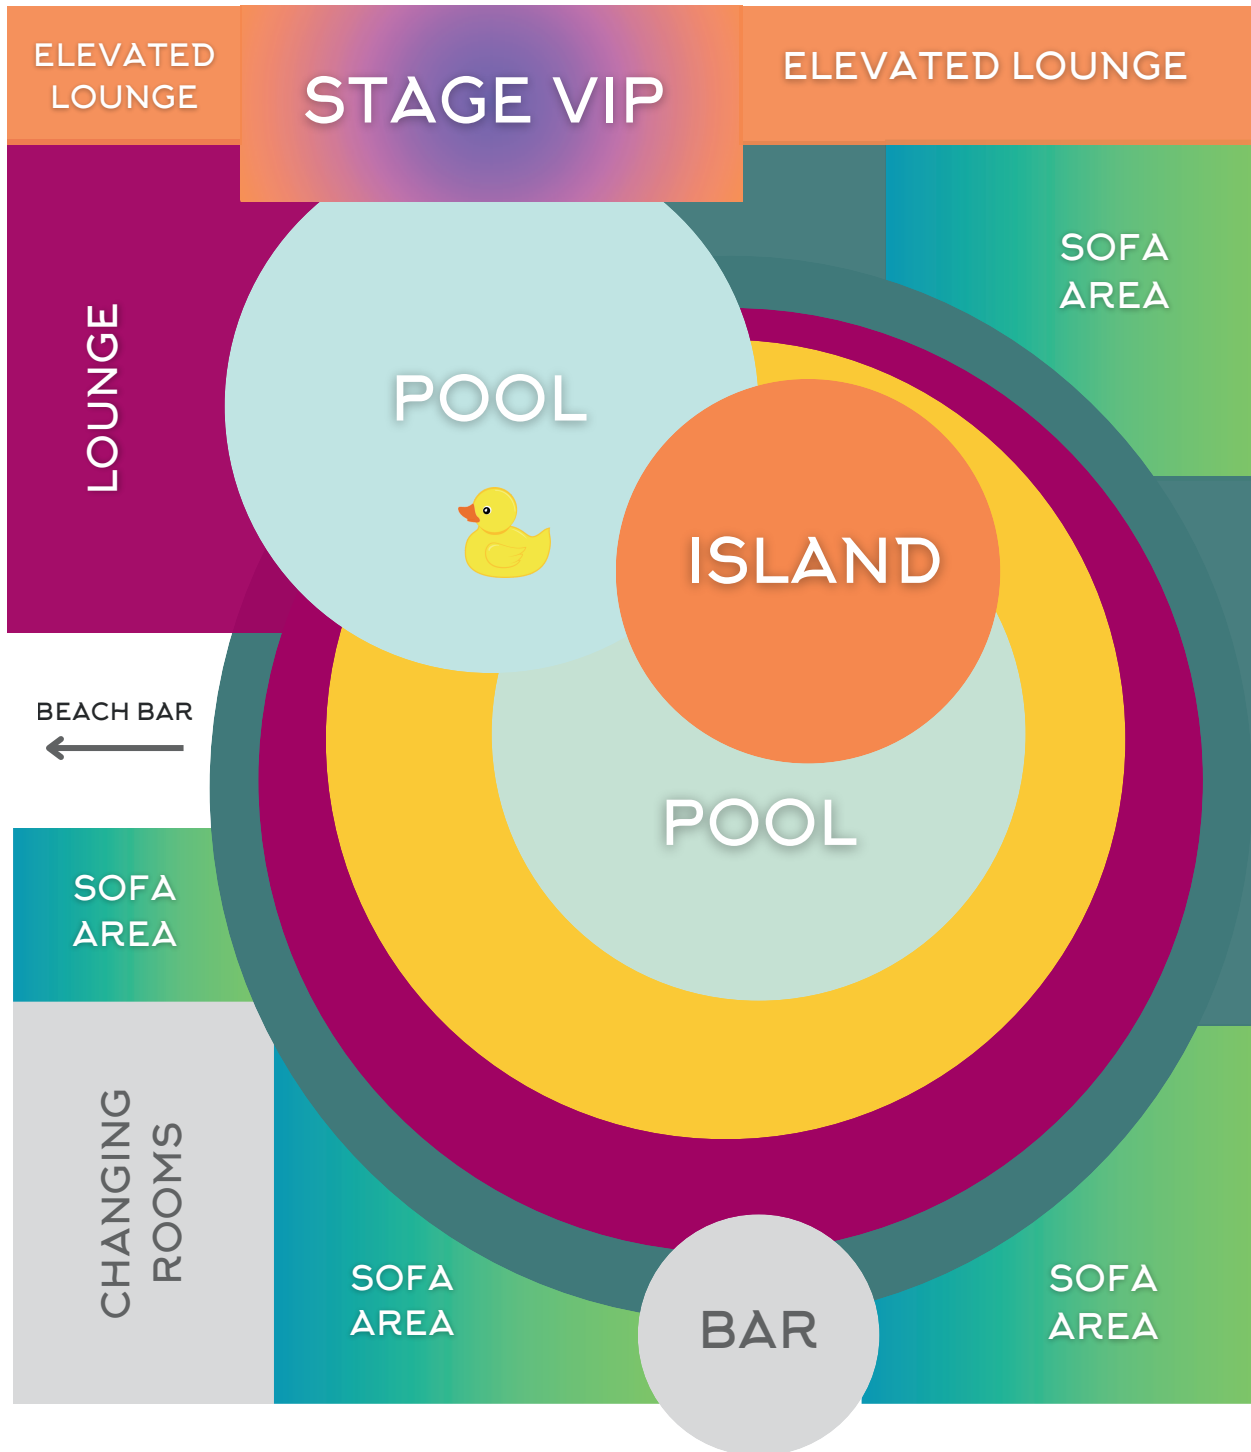 ELEVATED
LOUNGE
STAGE VIP
ELEVATED LOUNGE
SOFA
AREA
LOUNGE
POOL
ISLAND
BEACH BAR
POOL
SOFA
AREA
CHANGING
ROOMS
SOFA
AREA
BAR
SOFA
AREA